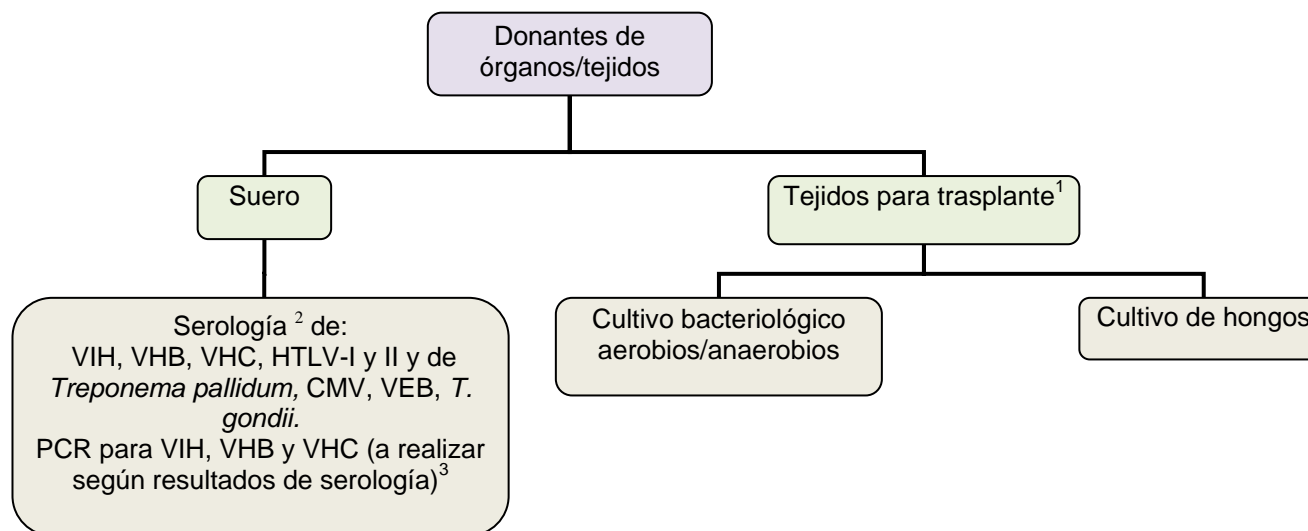 Donantes de
órganos/tejidos
Suero
Tejidos para trasplante1
Serología 2 de:
VIH, VHB, VHC, HTLV-I y II y de
Treponema pallidum, CMV, VEB, T.
gondii.
PCR para VIH, VHB y VHC (a realizar
según resultados de serología)3
Cultivo bacteriológico
aerobios/anaerobios
Cultivo de hongos